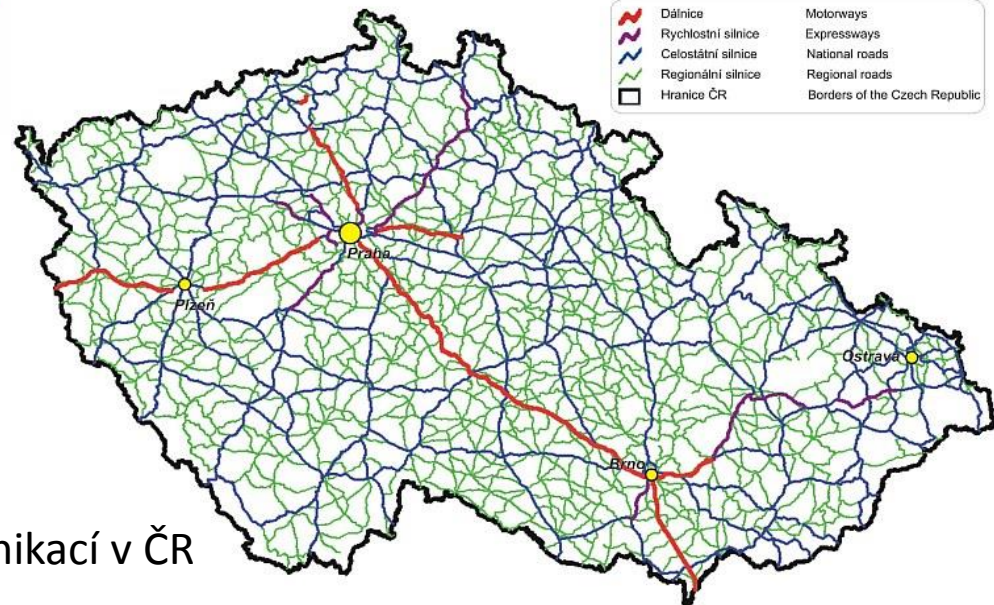 Dálnice Motorways
Rychlostní silnice Expressways
Celostátní silnice National roads
Regionální silnice Regional roads
Hranice ČR Borders of the Czech Republic
Praha
Plzeň
Ostrava
Brno
nikací v ČR